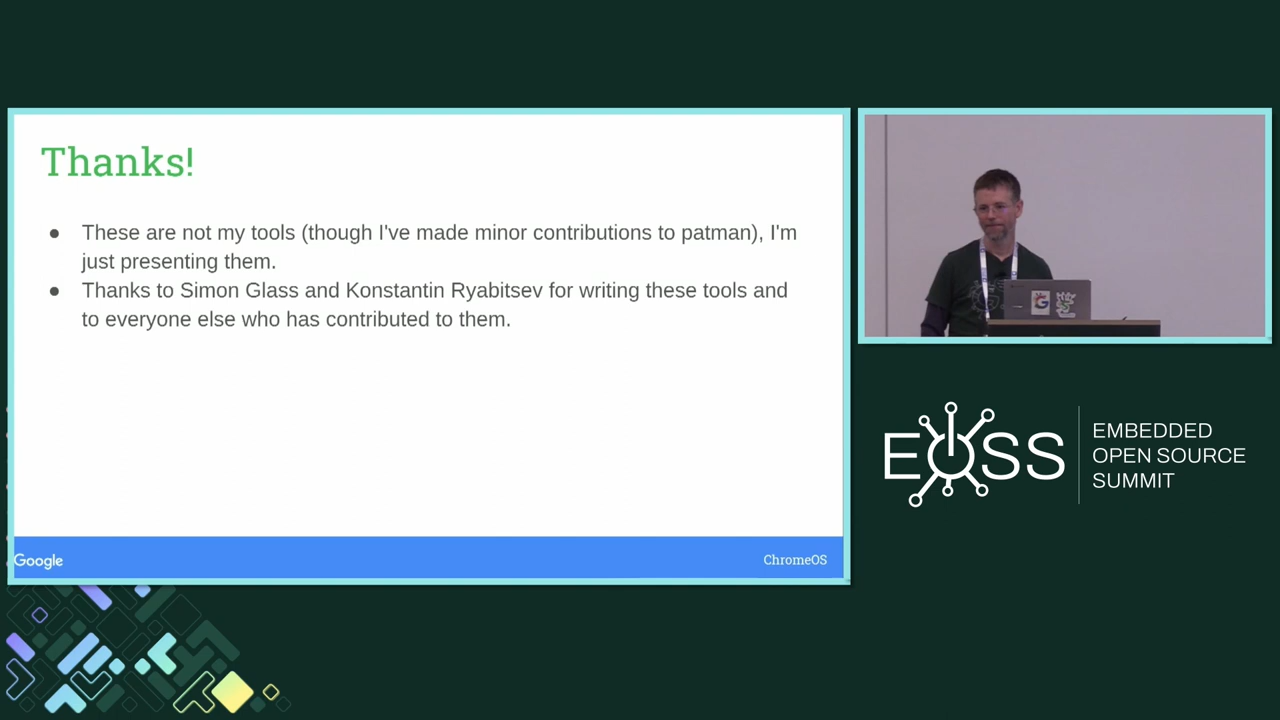 Thanks!
● These are not my tools (though I've made minor contributions to patman), I'm
just presenting them.
● Thanks to Simon Glass and Konstantin Ryabitsev for writing these tools and
to everyone else who has contributed to them.
Google
ChromeOS
EOSS
EMBEDDED
OPEN SOURCE
SUMMIT